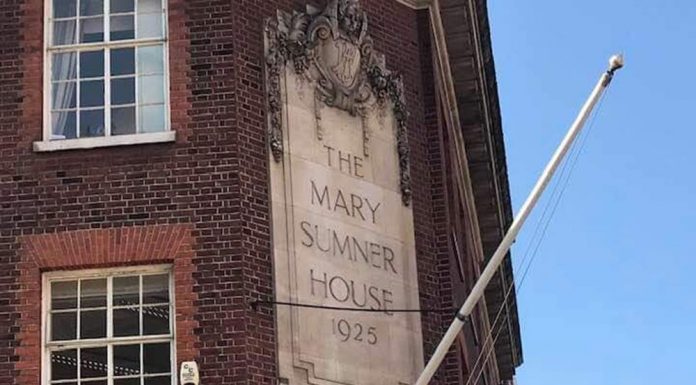 THE
MARY
SUMNER
HOUSE
1925